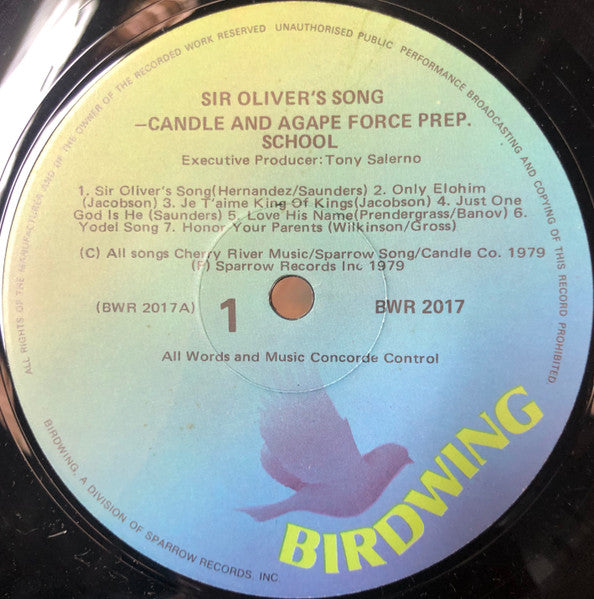 ALL RIGHTS OF THE MANUFACTURER AND OF THE OWNER OF THE RECORDED WORK RESERVED UNAUTHORISED PUBLIC PERFORMANCE BROADCASTING AND COPYING OF THIS RECORD PROHIBITED
SIR OLIVER'S SONG
–CANDLE AND AGAPE FORCE PREP.
SCHOOL
Executive Producer: Tony Salerno
1. Sir Oliver's Song(Hernandez/Saunders) 2. Only Elohim
(Jacobson) 3. Je T'aime King Of Kings(Jacobson) 4. Just One
God Is He (Saunders) 5. Love His Name(Prendergrass/Banov) 6.
Yodel Song 7. Honor Your Parents (Wilkinson/Gross)
(C) All songs Cherry River Music/Sparrow Song/Candle Co. 1979
(P) Sparrow Records Inc 1979
(BWR 2017A) 1 BWR 2017
All Words and Music Concorde Control
BIRDWING
BIRDWING, A DIVISION OF SPARROW RECORDS, INC.